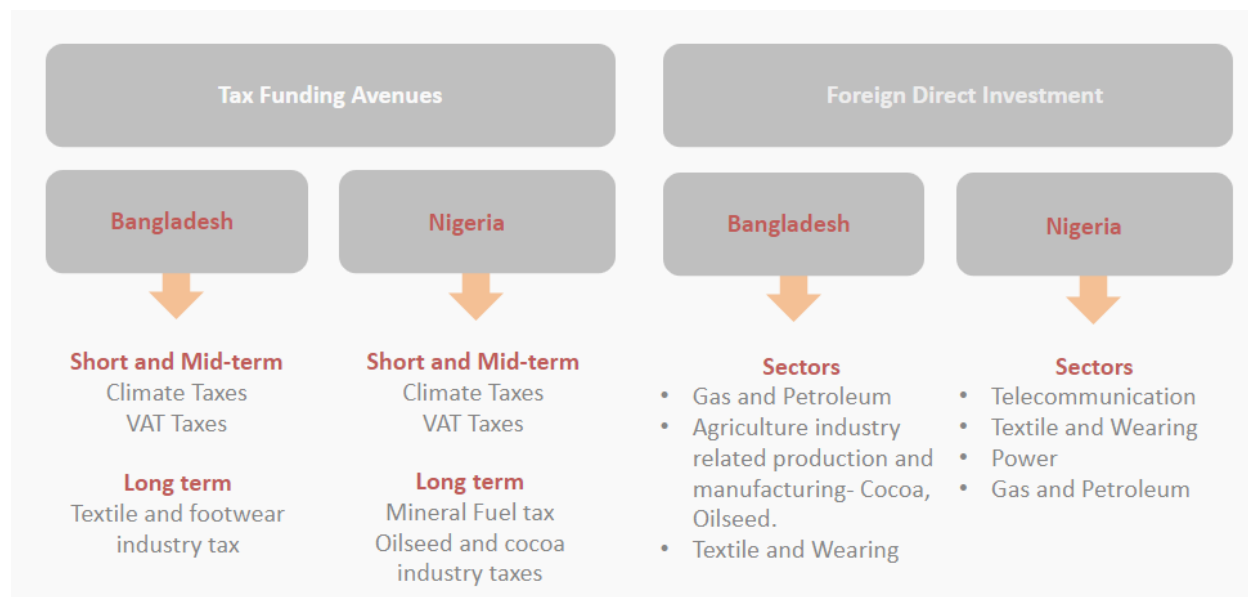 Tax Funding Avenues
Foreign Direct Investment
Bangladesh
Nigeria
Bangladesh
Nigeria
Short and Mid-term
Climate Taxes
VAT Taxes
Long term
Textile and footwear
industry tax
Short and Mid-term
Climate Taxes
VAT Taxes
Long term
Mineral Fuel tax
Oilseed and cocoa
industry taxes
Sectors
• Gas and Petroleum
• Agriculture industry
related production and
manufacturing- Cocoa,
Oilseed.
• Textile and Wearing
Sectors
• Telecommunication
• Textile and Wearing
• Power
• Gas and Petroleum